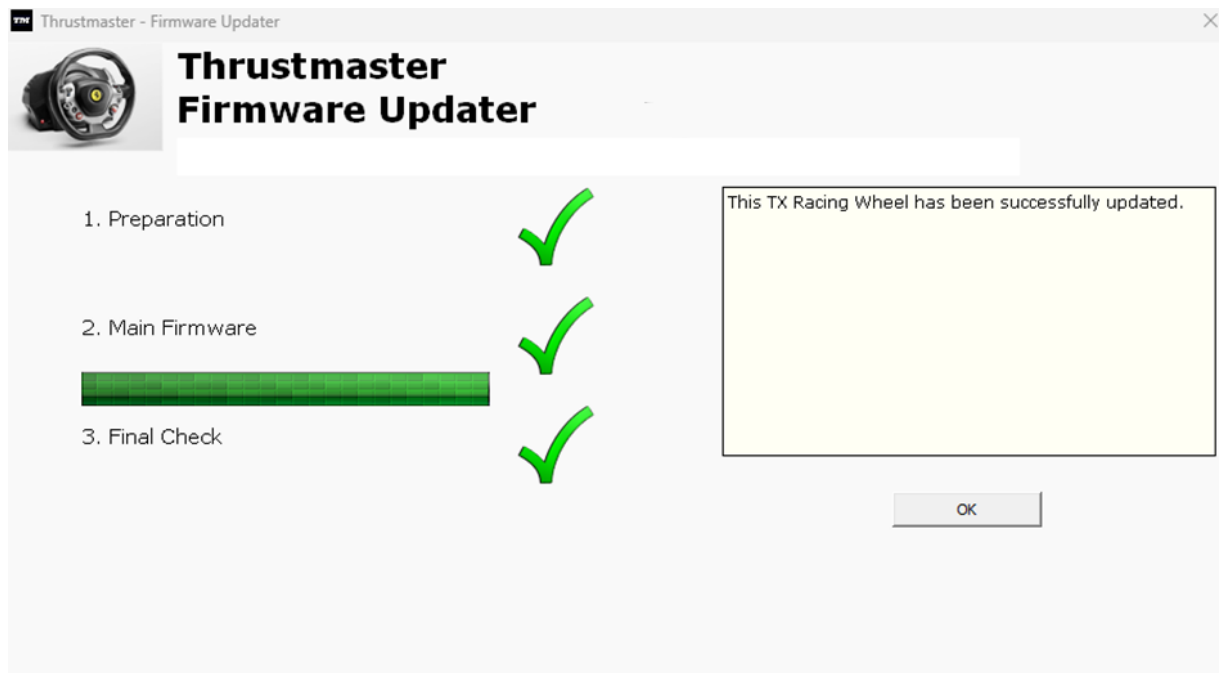 TM Thrustmaster - Firmware Updater
Thrustmaster
Firmware Updater
1. Preparation
2. Main Firmware
3. Final Check
This TX Racing Wheel has been successfully updated.
OK